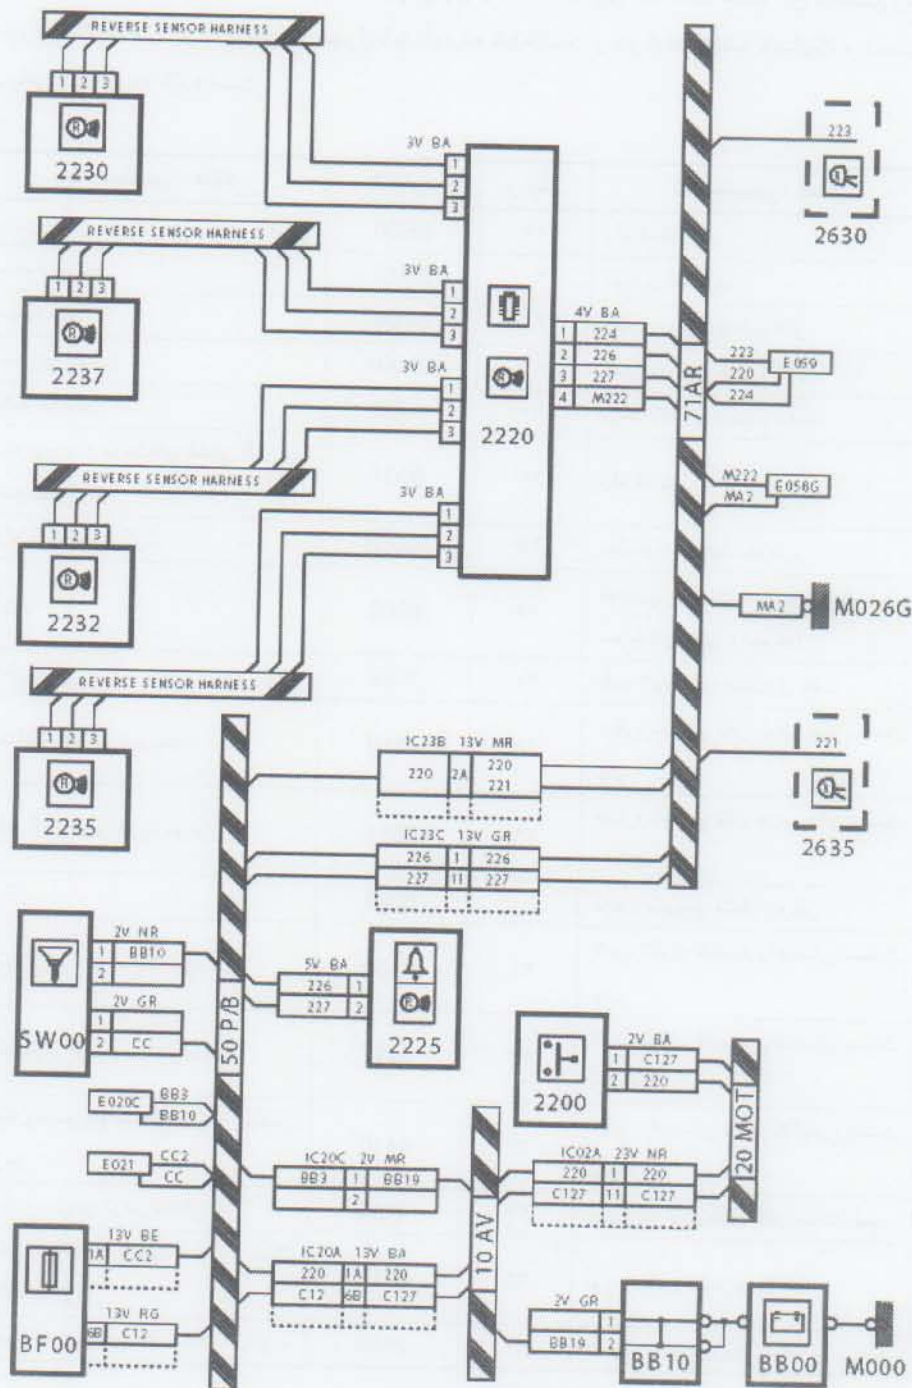 REVERSE SENSOR HARNESS
1 2 3
2230
3V BA
1
2
3
223
2630
REVERSE SENSOR HARNESS
1 2 3
2237
3V BA
1
2
3
3V BA
1
2
3
2220
4V BA
1 224
2 226
3 227
4 M222
71AR
223
220
224
E059
REVERSE SENSOR HARNESS
1 2 3
2232
3V BA
1
2
3
M222
MA2
E058G
MA2
M026G
REVERSE SENSOR HARNESS
1 2 3
2235
IC23B 13V MR
220 2A 220
221
IC23C 13V GR
226 1 226
227 11 227
221
2635
2V NR
1 BB10
2
2V GR
1
2 CC
SW00
50 P/B
5V BA
226 1
227 2
2225
2V BA
1 C127
2 220
2200
20 MOT
E020C
BB3
BB10
E021
CC2
CC
IC20C 2V MR
BB3 1 BB19
2
10 AV
IC02A 23V NR
220 1 220
C127 11 C127
13V BE
1A CC2
13V RG
6B C12
BF00
IC20A 13V BA
220 1A 220
C12 6B C127
2V GR
1
BB19 2
BB10
BB00
M000